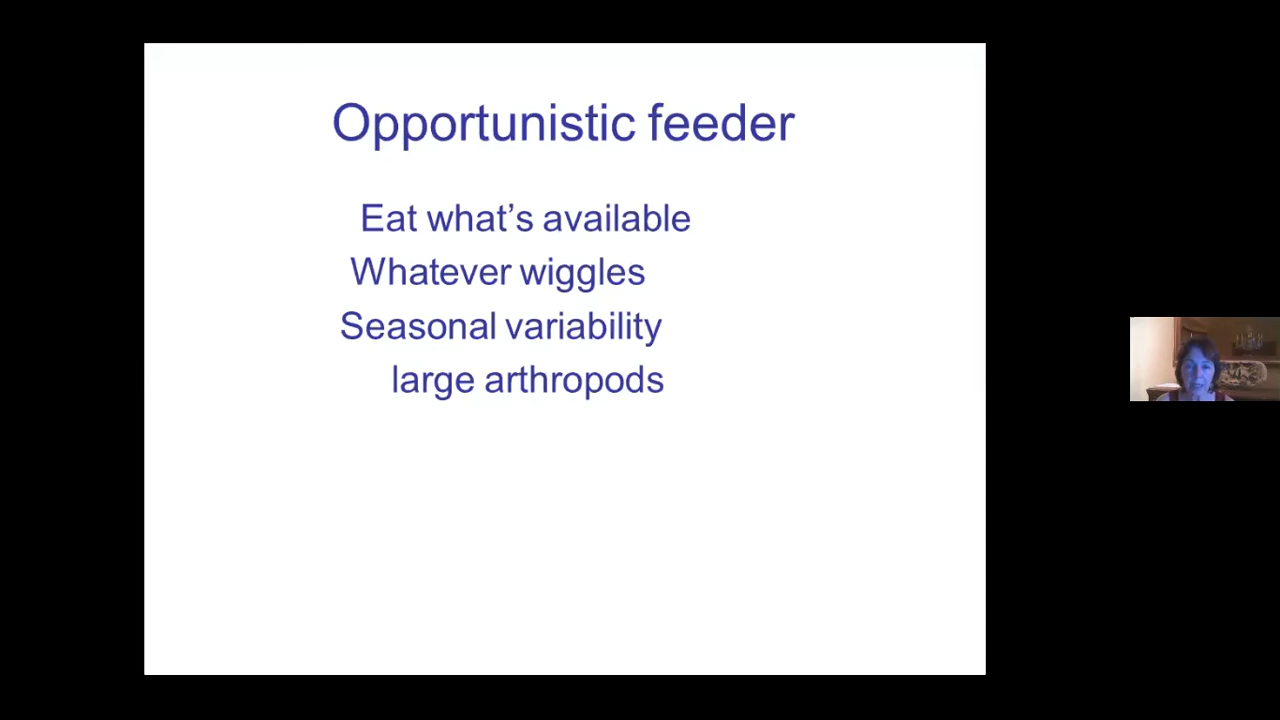 Opportunistic feeder
Eat what’s available
Whatever wiggles
Seasonal variability
large arthropods